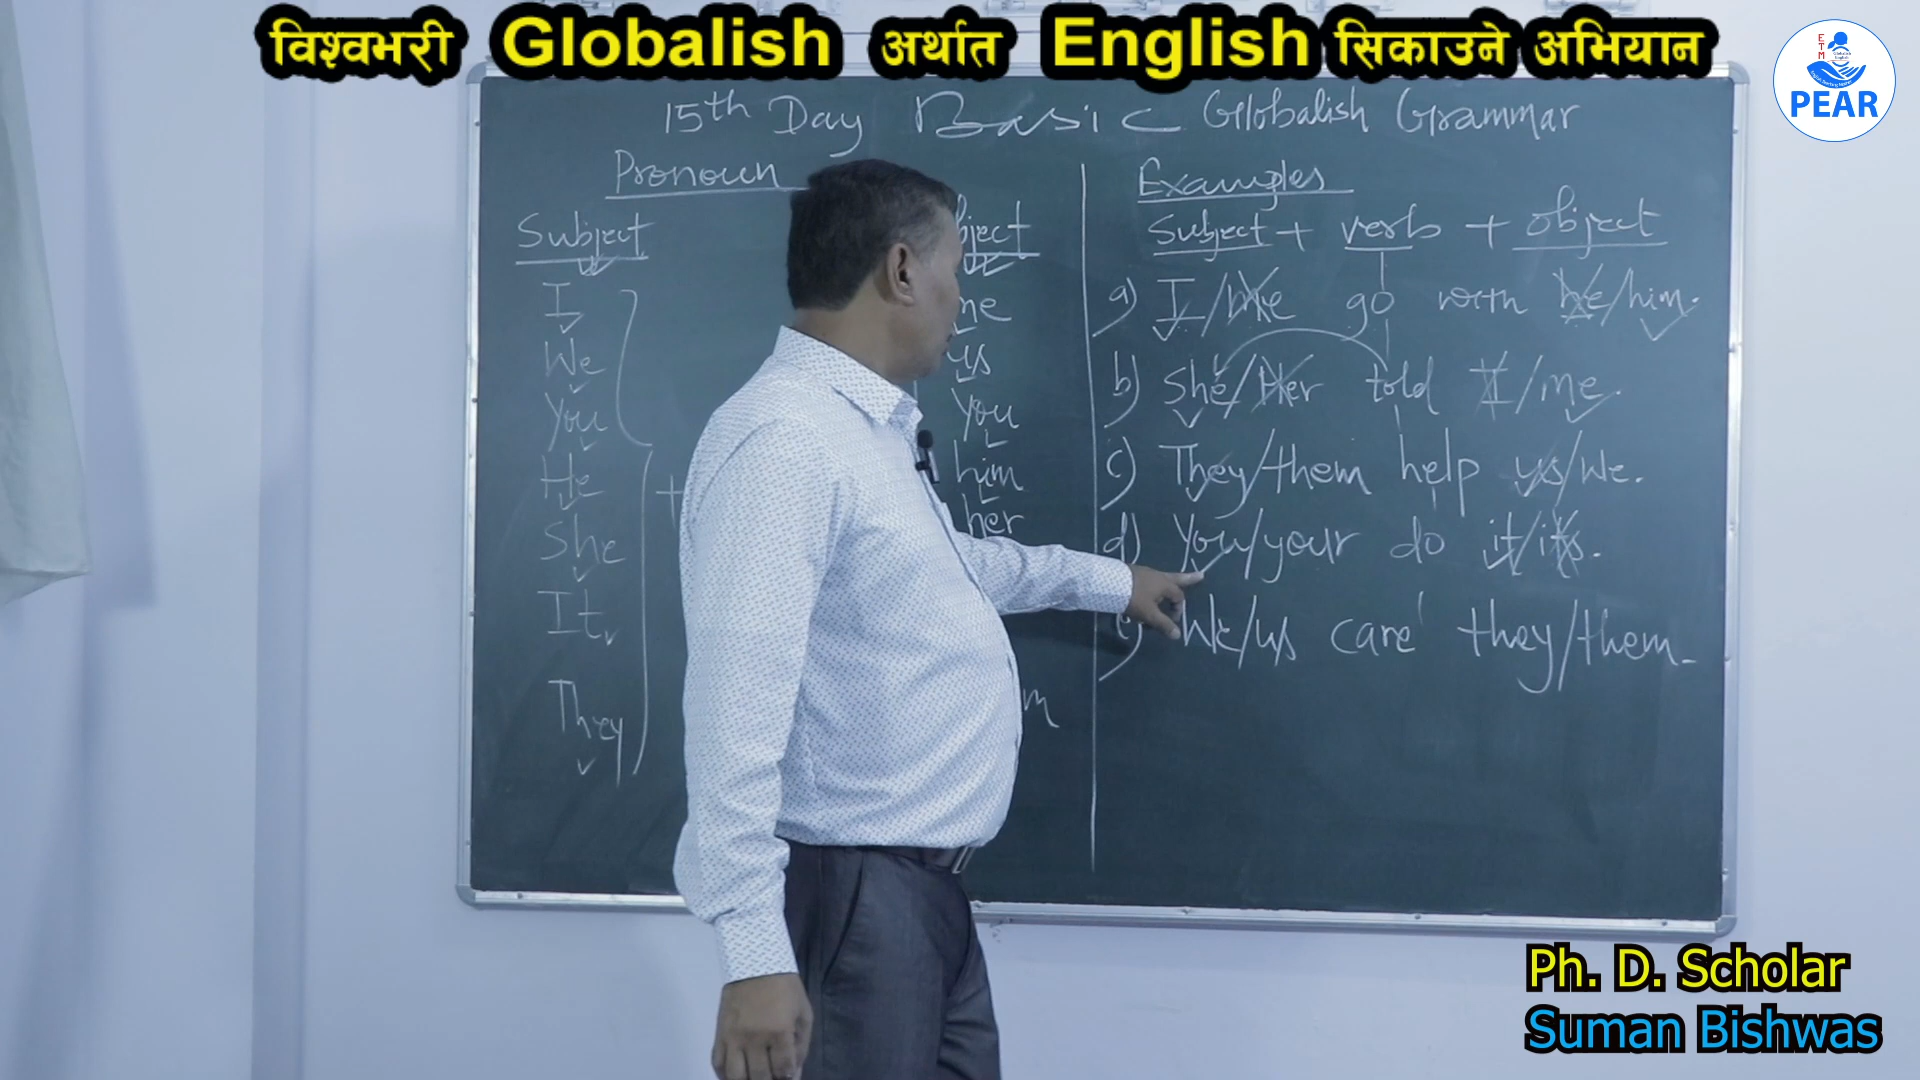 विश्वभरी Globalish अर्थात English सिकाउने अभियान
ETM
PEAR
15th Day Basic Globalish Grammar
Pronoun
Subject
I
We
You
He
She
It
They
+
bject
me
us
you
him
her
m
Examples
Subject + verb + object
a) I/me go with he/him.
b) She/Her told I/me.
c) They/them help us/we.
d) You/your do it/its.
e) We/us care they/them.
Ph. D. Scholar
Suman Bishwas